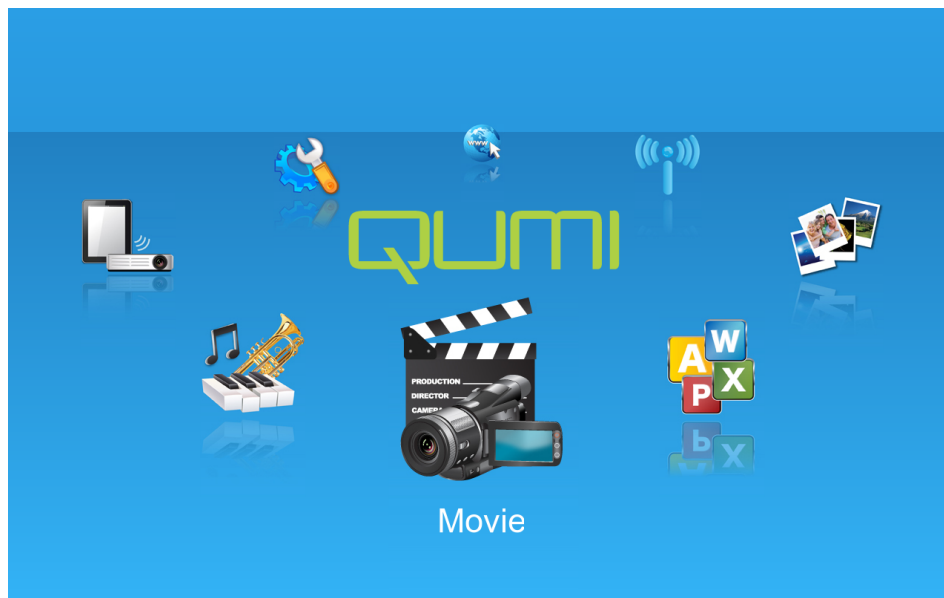 www
QUMI
W
A
X
P
PRODUCTION
DIRECTOR
CAMERA
Movie